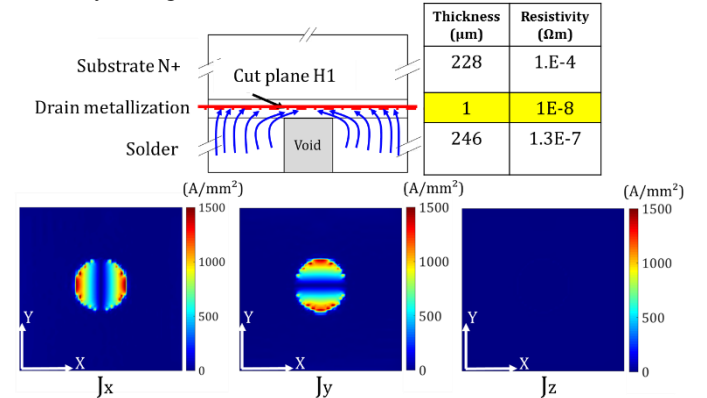 Thickness (μm) Resistivity (Ωm)
Substrate N+ 228 1.E-4
Cut plane H1
Drain metallization 1 1E-8
Solder Void 246 1.3E-7
(A/mm²) (A/mm²) (A/mm²)
1500 1500 1500
1000 1000 1000
Y Y Y
500 500 500
X X X
0 0 0
Jx Jy Jz